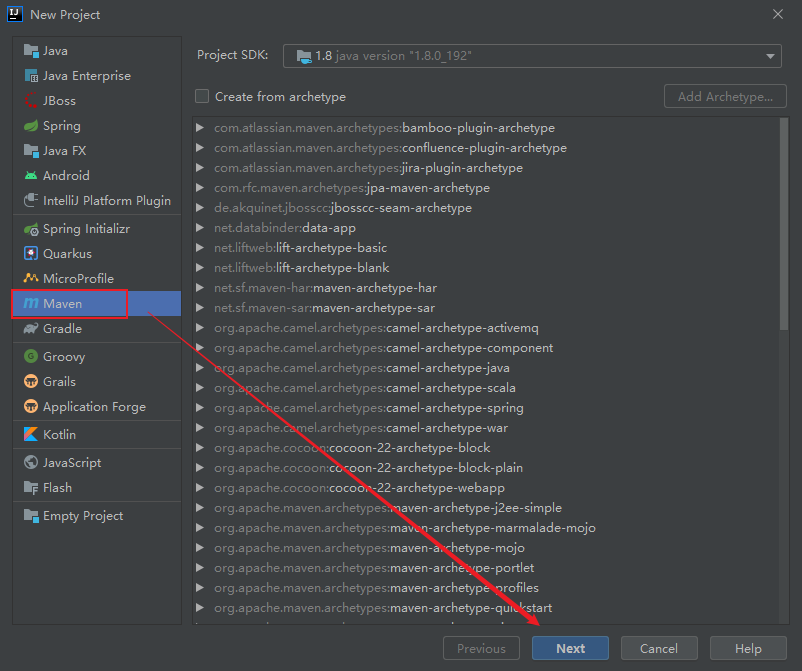 New Project
Java
Java Enterprise
JBoss
Spring
Java FX
Android
IntelliJ Platform Plugin
Spring Initializr
Quarkus
MicroProfile
Maven
Gradle
Groovy
Grails
Application Forge
Kotlin
JavaScript
Flash
Empty Project
Project SDK: 1.8 java version "1.8.0_192"
Create from archetype
Add Archetype...
com.atlassian.maven.archetypes:bamboo-plugin-archetype
com.atlassian.maven.archetypes:confluence-plugin-archetype
com.atlassian.maven.archetypes:jira-plugin-archetype
com.rfc.maven.archetypes:jpa-maven-archetype
de.akquinet.jbosscc:jbosscc-seam-archetype
net.databinder:data-app
net.liftweb:lift-archetype-basic
net.liftweb:lift-archetype-blank
net.sf.maven-har:maven-archetype-har
net.sf.maven-sar:maven-archetype-sar
org.apache.camel.archetypes:camel-archetype-activemq
org.apache.camel.archetypes:camel-archetype-component
org.apache.camel.archetypes:camel-archetype-java
org.apache.camel.archetypes:camel-archetype-scala
org.apache.camel.archetypes:camel-archetype-spring
org.apache.camel.archetypes:camel-archetype-war
org.apache.cocoon:cocoon-22-archetype-block
org.apache.cocoon:cocoon-22-archetype-block-plain
org.apache.cocoon:cocoon-22-archetype-webapp
org.apache.maven.archetypes:maven-archetype-j2ee-simple
org.apache.maven.archetypes:maven-archetype-marmalade-mojo
org.apache.maven.archetypes:maven-archetype-mojo
org.apache.maven.archetypes:maven-archetype-portlet
org.apache.maven.archetypes:maven-archetype-profiles
org.apache.maven.archetypes:maven-archetype-quickstart
Previous
Next
Cancel
Help